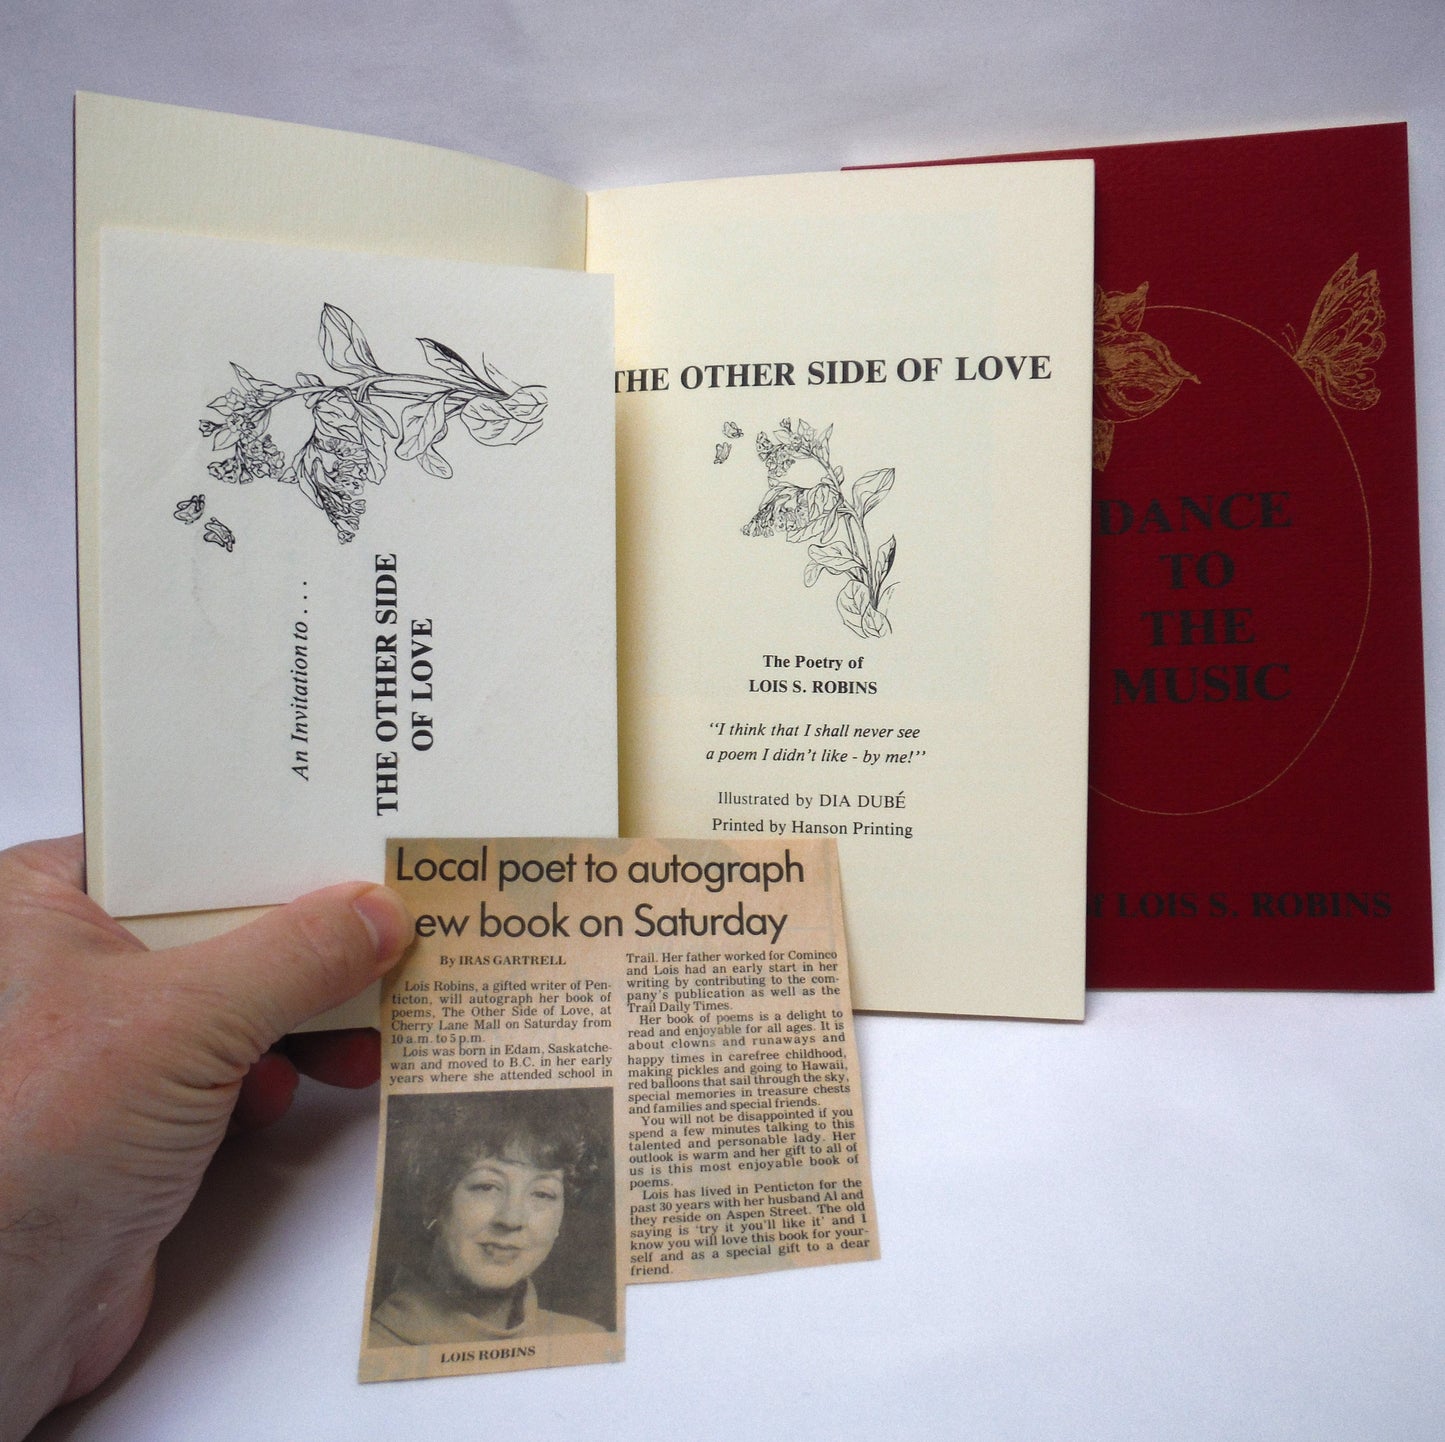 An Invitation to . . .
THE OTHER SIDE
OF LOVE
THE OTHER SIDE OF LOVE
The Poetry of
LOIS S. ROBINS
“I think that I shall never see
a poem I didn’t like - by me!”
Illustrated by DIA DUBÉ
Printed by Hanson Printing
DANCE
TO
THE
MUSIC
of LOIS S. ROBINS
Local poet to autograph
ew book on Saturday
By IRAS GARTRELL
Lois Robins, a gifted writer of Pen-
ticton, will autograph her book of
poems, The Other Side of Love, at
Cherry Lane Mall on Saturday from
10 a.m. to 5 p.m.
Lois was born in Edam, Saskatche-
wan and moved to B.C. in her early
years where she attended school in
LOIS ROBINS
Trail. Her father worked for Cominco
and Lois had an early start in her
writing by contributing to the com-
pany's publication as well as the
Trail Daily Times.
Her book of poems is a delight to
read and enjoyable for all ages. It is
about clowns and runaways and
happy times in carefree childhood,
making pickles and going to Hawaii,
red balloons that sail through the sky,
special memories in treasure chests
and families and special friends.
You will not be disappointed if you
spend a few minutes talking to this
talented and personable lady. Her
outlook is warm and her gift to all of
us is this most enjoyable book of
poems.
Lois has lived in Penticton for the
past 30 years with her husband Al and
they reside on Aspen Street. The old
saying is 'try it you'll like it' and I
know you will love this book for your-
self and as a special gift to a dear
friend.